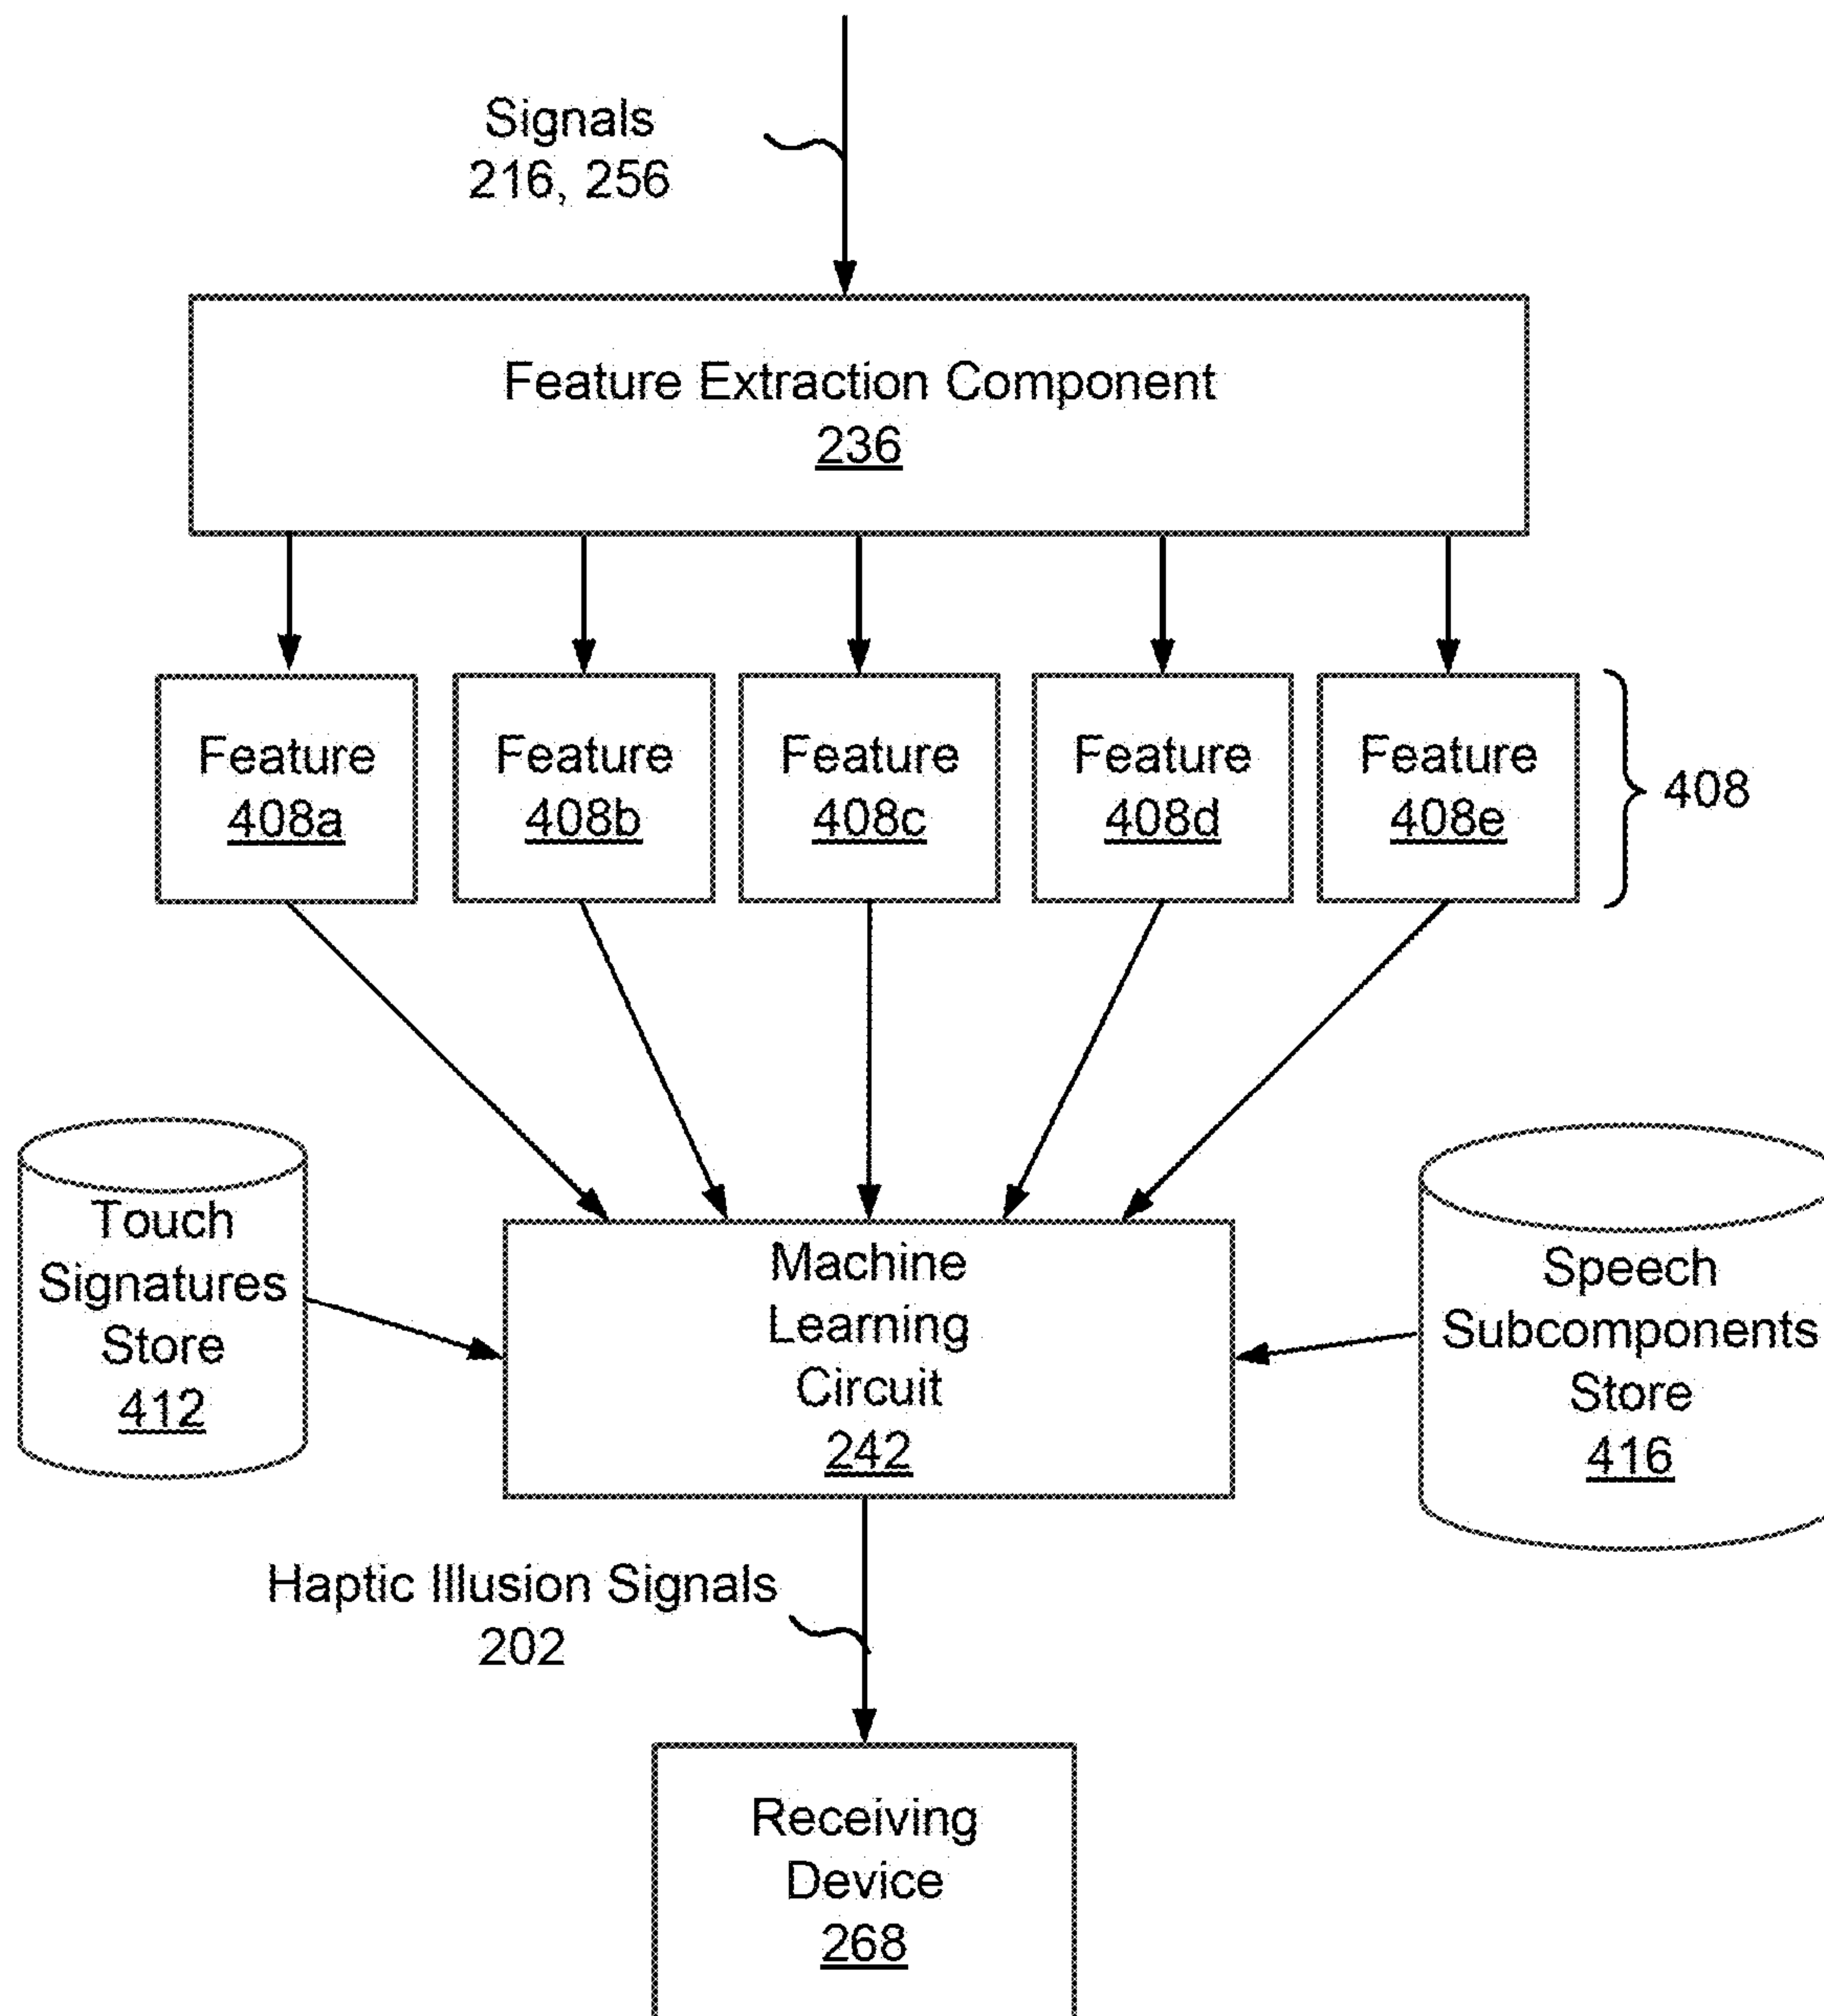 Signals
216, 256
Feature Extraction Component
236
Feature
408a
Feature
408b
Feature
408c
Feature
408d
Feature
408e
408
Touch
Signatures
Store
412
Machine
Learning
Circuit
242
Speech
Subcomponents
Store
416
Haptic Illusion Signals
202
Receiving
Device
268